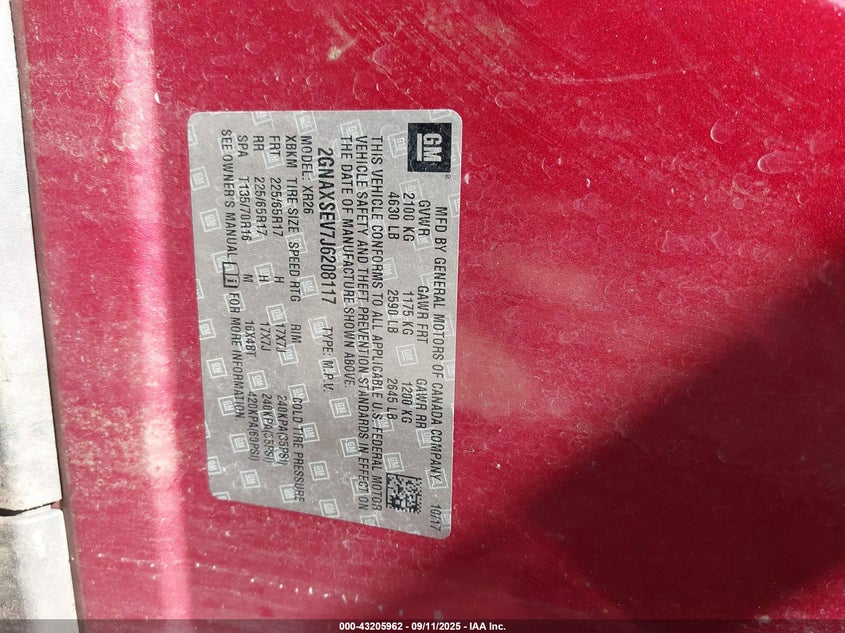 GM
MFD BY GENERAL MOTORS OF CANADA COMPANY 10/17
GVWR GAWR FRT GAWR RR
2100 KG 1175 KG 1200 KG
4630 LB 2590 LB 2645 LB
THIS VEHICLE CONFORMS TO ALL APPLICABLE U.S. FEDERAL MOTOR
VEHICLE SAFETY AND THEFT PREVENTION STANDARDS IN EFFECT ON
THE DATE OF MANUFACTURE SHOWN ABOVE.
2GNAXSEV7J6208117 TYPE: M.P.V.
MODEL: XR26
XBKM TIRE SIZE SPEED RTG RIM COLD TIRE PRESSURE
FRT 225/65R17 H 17X7J 240KPA(35PSI)
RR 225/65R17 H 17X7J 240KPA(35PSI)
SPA T135/70R16 M 16X4BT 420KPA(60PSI)
SEE OWNER'S MANUAL FOR MORE INFORMATION
000-43205962 - 09/11/2025 - IAA Inc.